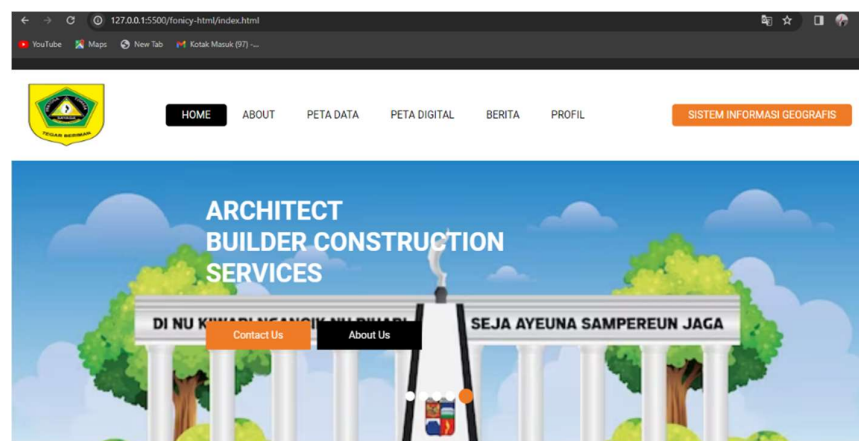 127.0.0.1:5500/fonicy-html/index.html
YouTube Maps New Tab Kotak Masuk (97) -...
TEGAR BERIMAN
HOME ABOUT PETA DATA PETA DIGITAL BERITA PROFIL SISTEM INFORMASI GEOGRAFIS
ARCHITECT
BUILDER CONSTRUCTION
SERVICES
DI NU SEJA AYEUNA SAMPEREUN JAGA
Contact Us About Us